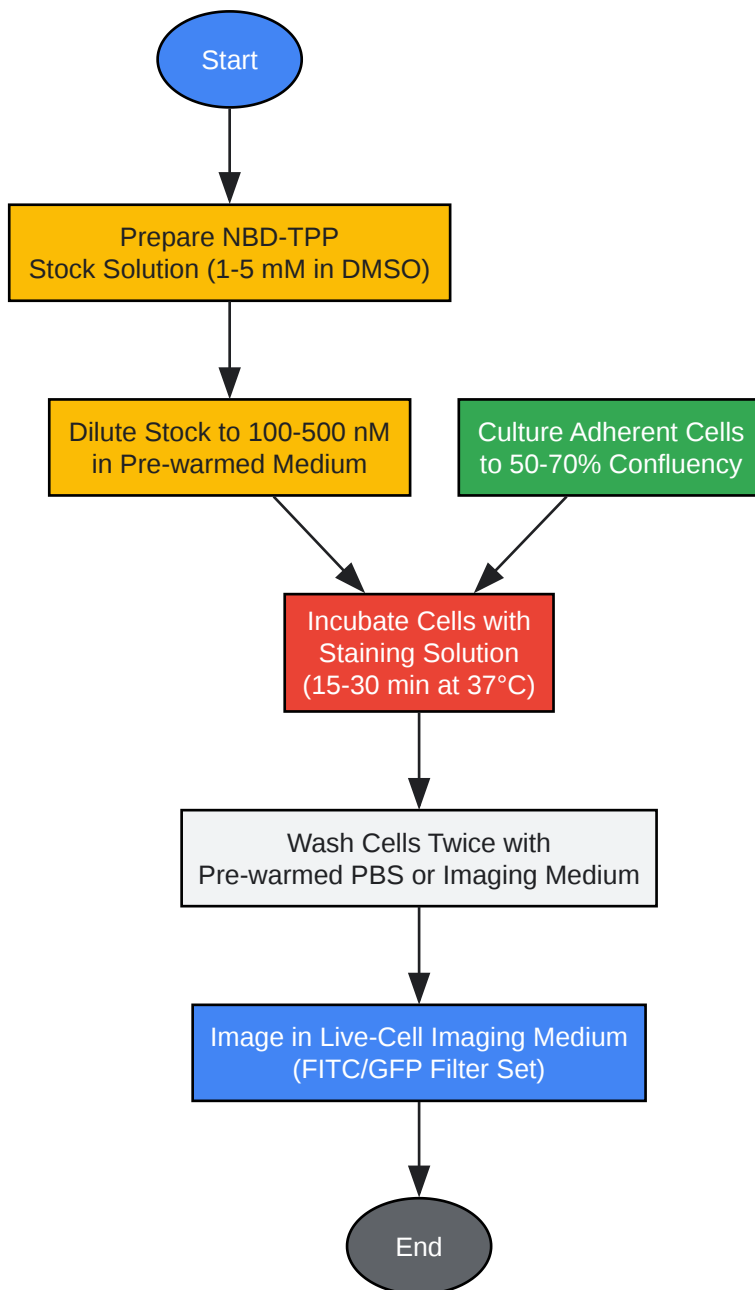 Start
Prepare NBD-TPP
Stock Solution (1-5 mM in DMSO)
Dilute Stock to 100-500 nM
in Pre-warmed Medium
Culture Adherent Cells
to 50-70% Confluency
Incubate Cells with
Staining Solution
(15-30 min at 37°C)
Wash Cells Twice with
Pre-warmed PBS or Imaging Medium
Image in Live-Cell Imaging Medium
(FITC/GFP Filter Set)
End